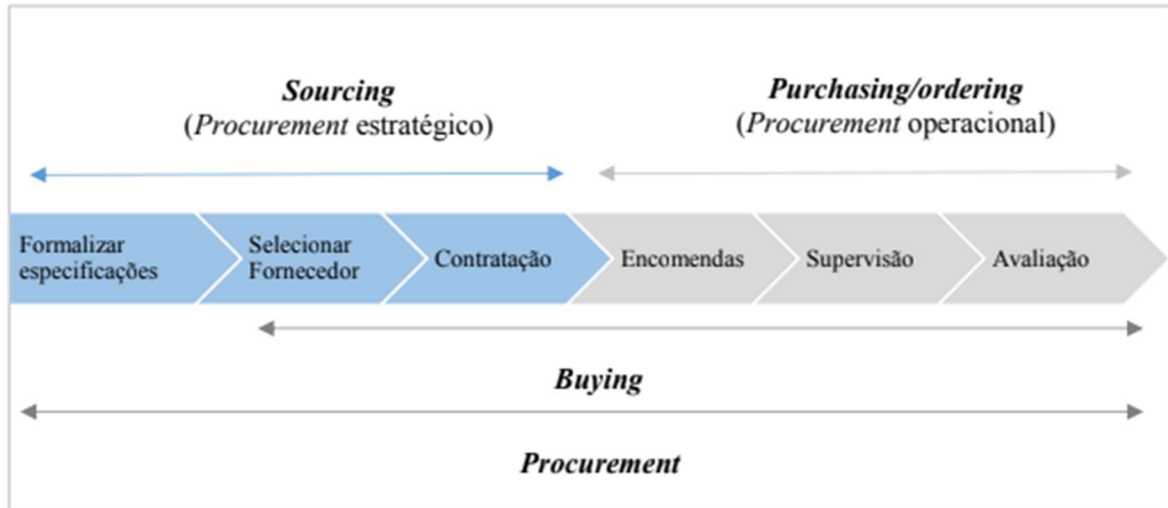 Sourcing
(Procurement estratégico)
Purchasing/ordering
(Procurement operacional)
Formalizar
especificações
Selecionar
Fornecedor
Contratação
Encomendas
Supervisão
Avaliação
Buying
Procurement